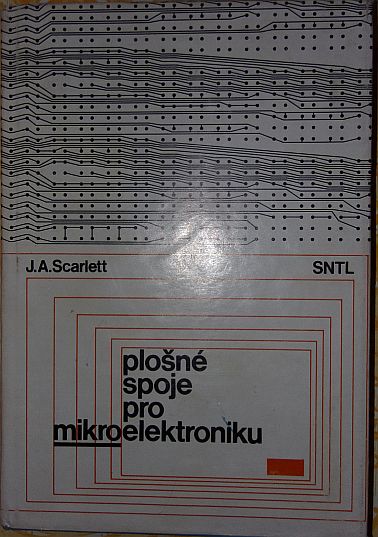 J.A.Scarlett SNTL
plošné
spoje
pro
mikroelektroniku